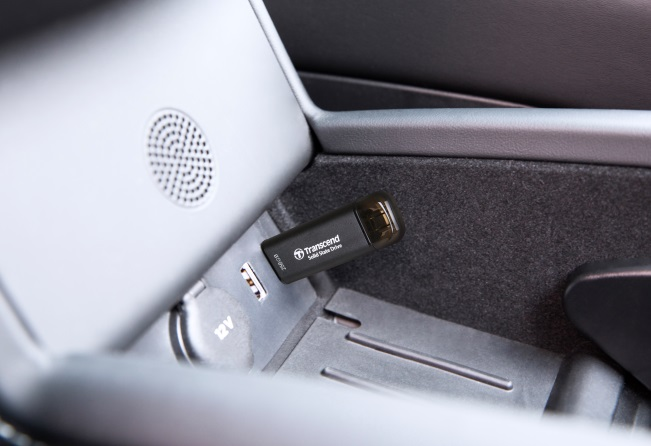 Transcend
Solid State Drive
256GB
12V